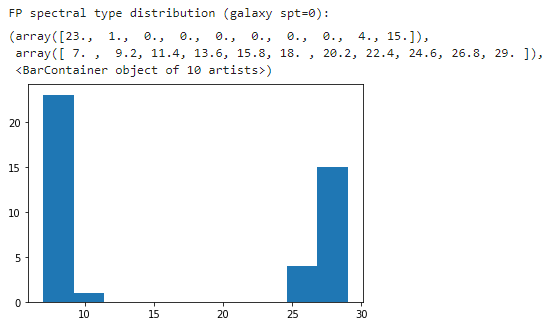 FP spectral type distribution (galaxy spt=0):
(array([23., 1., 0., 0., 0., 0., 0., 0., 4., 15.]),
array([ 7. , 9.2, 11.4, 13.6, 15.8, 18. , 20.2, 22.4, 24.6, 26.8, 29. ]),
<BarContainer object of 10 artists>)
20
15
10
5
0
10 15 20 25 30